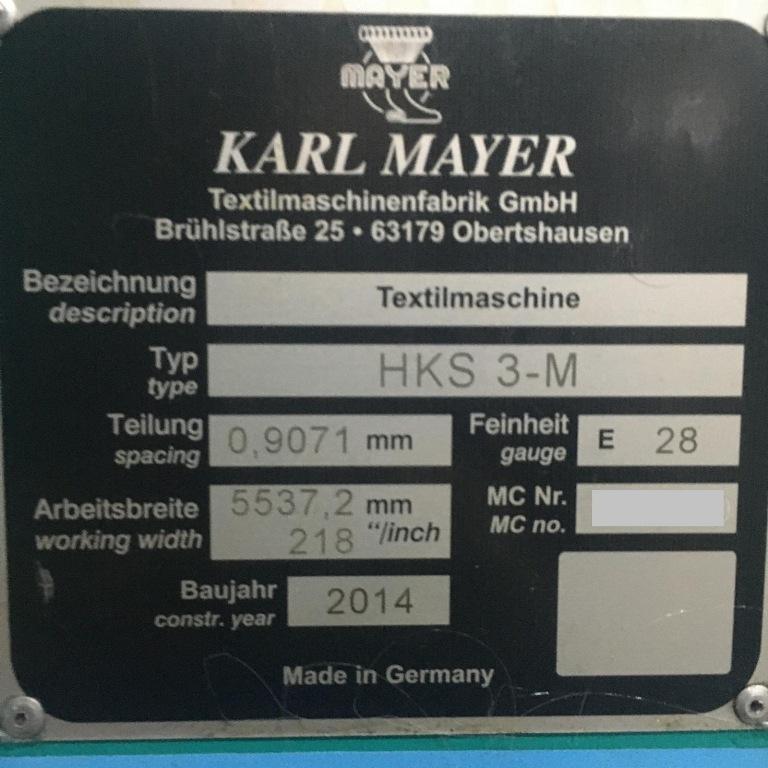 MAYER
KARL MAYER
Textilmaschinenfabrik GmbH
Brühlstraße 25 • 63179 Obertshausen
Bezeichnung
description
Textilmaschine
Typ
type
HKS 3-M
Teilung
spacing
0,9071 mm
Feinheit
gauge
E 28
Arbeitsbreite
working width
5537,2 mm
218 “/inch
MC Nr.
MC no.
Baujahr
constr. year
2014
Made in Germany